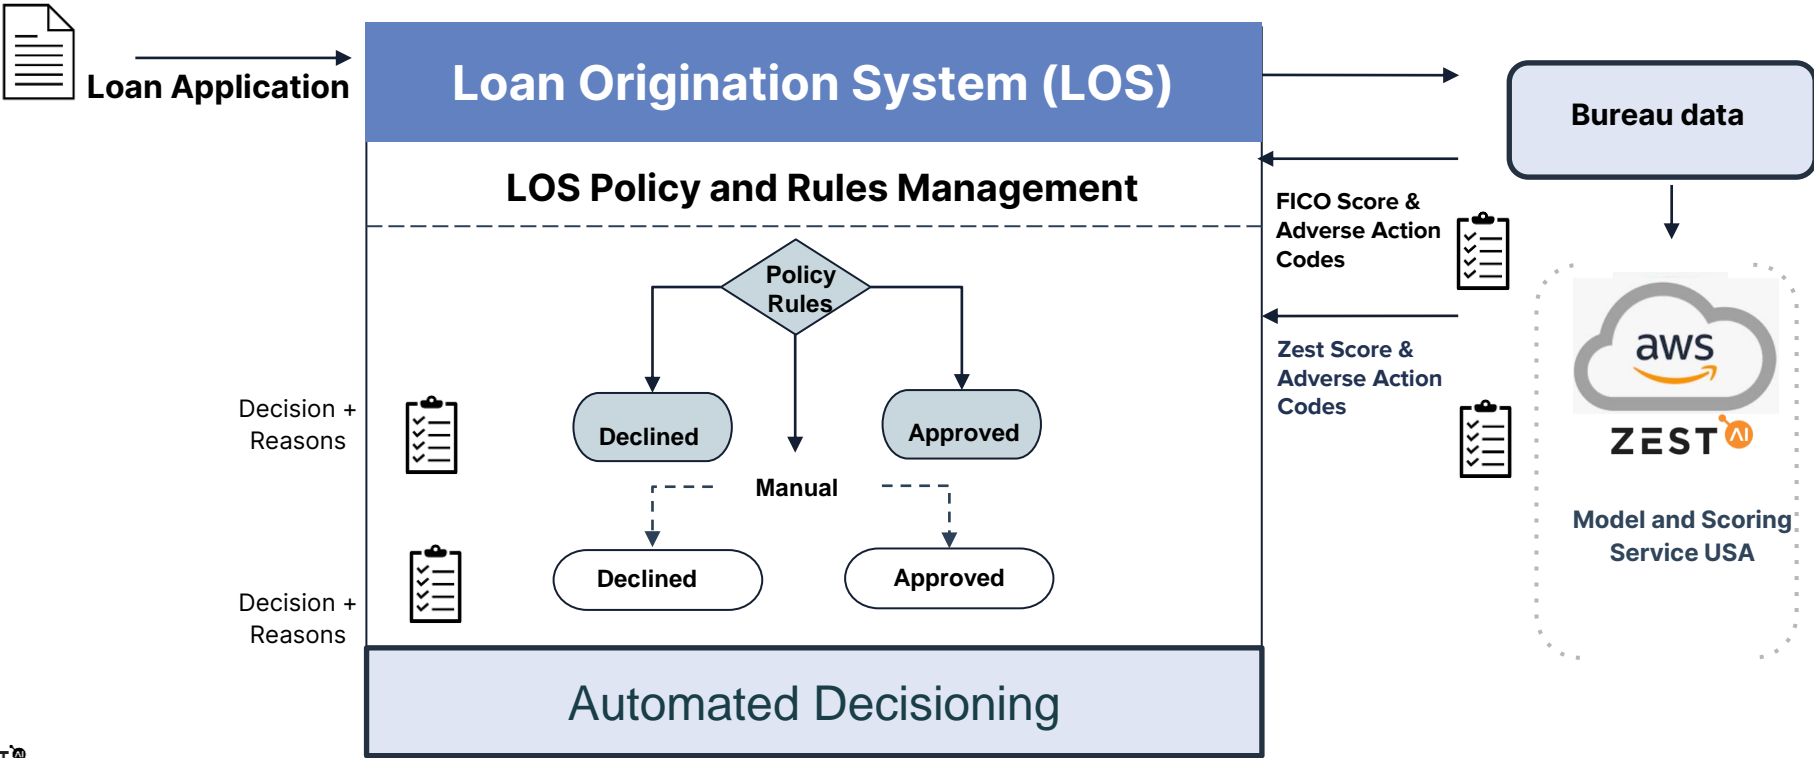 Loan Application
Loan Origination System (LOS)
Bureau data
LOS Policy and Rules Management
FICO Score &
Adverse Action
Codes
Policy
Rules
Zest Score &
Adverse Action
Codes
aws
ZEST AI
Decision +
Reasons
Declined
Approved
Manual
Model and Scoring
Service USA
Declined
Approved
Decision +
Reasons
Automated Decisioning
T AI